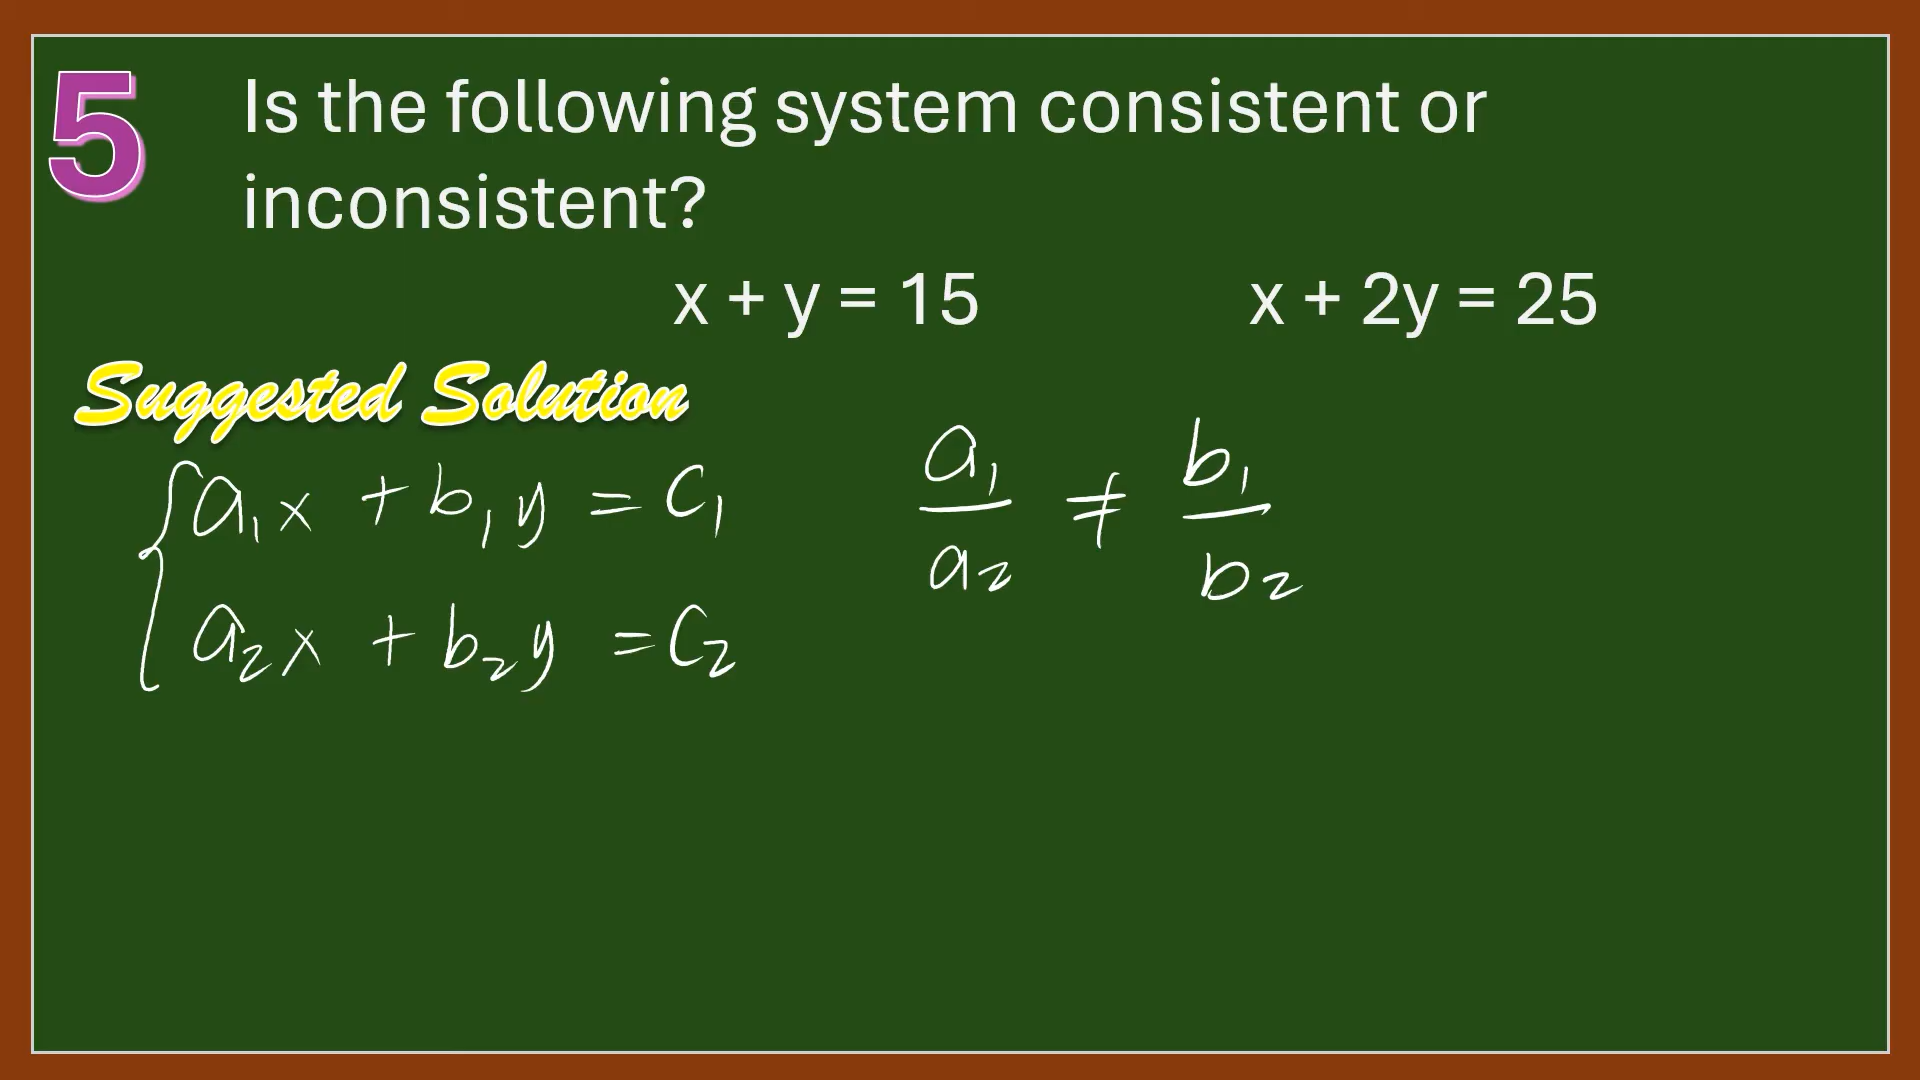 5
Is the following system consistent or
inconsistent?
x + y = 15 x + 2y = 25
Suggested Solution
{ a₁x + b₁y = c₁
a₂x + b₂y = c₂
a₁/a₂ ≠ b₁/b₂